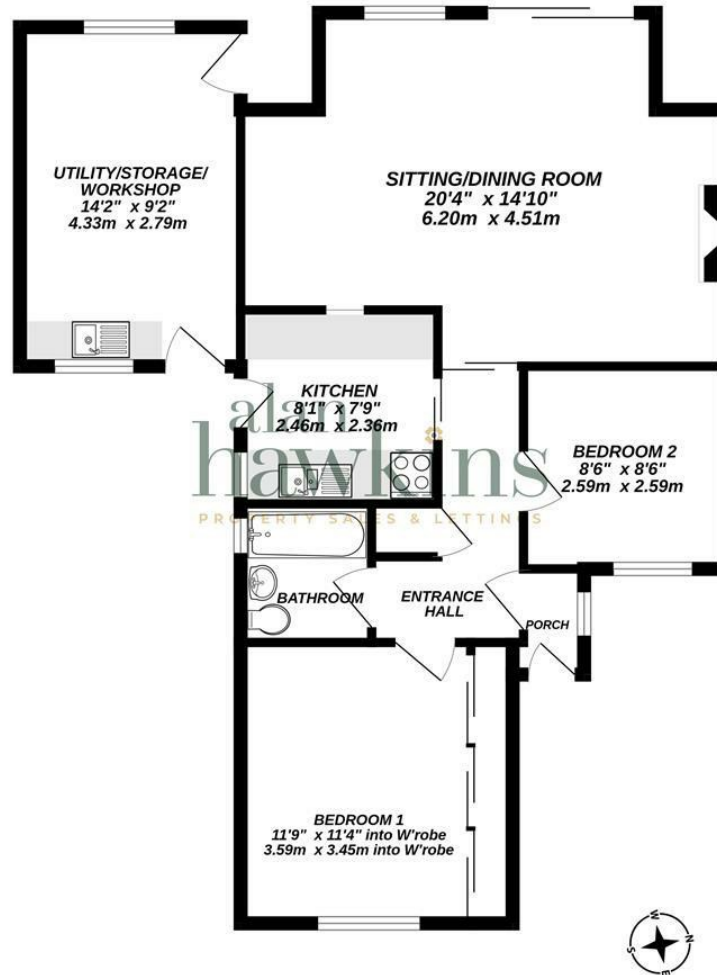 UTILITY/STORAGE/
WORKSHOP
14'2" x 9'2"
4.33m x 2.79m
SITTING/DINING ROOM
20'4" x 14'10"
6.20m x 4.51m
KITCHEN
8'1" x 7'9"
2.46m x 2.36m
alan
hawkins
PROPERTY SALES & LETTINGS
BEDROOM 2
8'6" x 8'6"
2.59m x 2.59m
BATHROOM
ENTRANCE
HALL
PORCH
BEDROOM 1
11'9" x 11'4" into W'robe
3.59m x 3.45m into W'robe
W
N
S
E